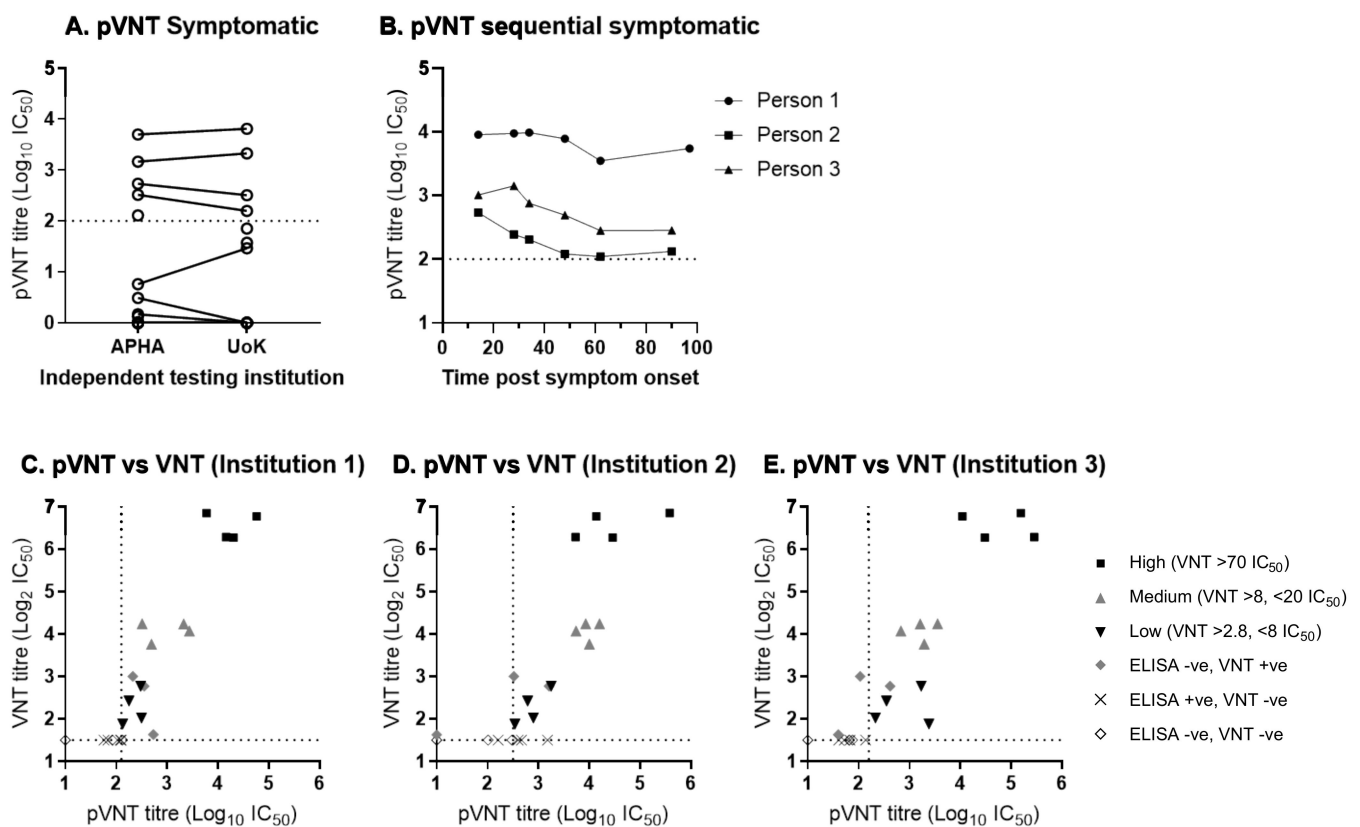 A. pVNT Symptomatic
pVNT titre (Log10 IC50)
5
4
3
2
1
0
APHA UoK
Independent testing institution
B. pVNT sequential symptomatic
pVNT titre (Log10 IC50)
5
4
3
2
1
0 20 40 60 80 100
Time post symptom onset
Person 1
Person 2
Person 3
C. pVNT vs VNT (Institution 1)
VNT titre (Log2 IC50)
7
6
5
4
3
2
1
1 2 3 4 5 6
pVNT titre (Log10 IC50)
D. pVNT vs VNT (Institution 2)
VNT titre (Log2 IC50)
7
6
5
4
3
2
1
1 2 3 4 5 6
pVNT titre (Log10 IC50)
E. pVNT vs VNT (Institution 3)
VNT titre (Log2 IC50)
7
6
5
4
3
2
1
1 2 3 4 5 6
pVNT titre (Log10 IC50)
High (VNT >70 IC50)
Medium (VNT >8, <20 IC50)
Low (VNT >2.8, <8 IC50)
ELISA -ve, VNT +ve
ELISA +ve, VNT -ve
ELISA -ve, VNT -ve